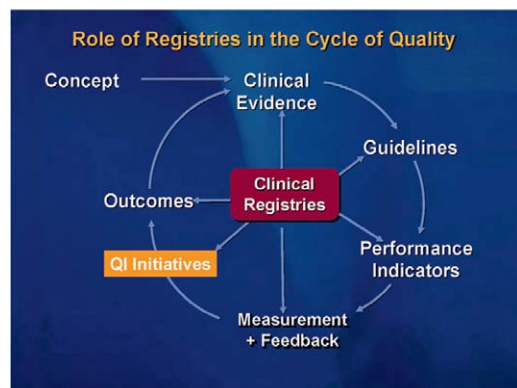 Role of Registries in the Cycle of Quality
Concept
Clinical
Evidence
Guidelines
Clinical
Registries
Outcomes
QI Initiatives
Performance
Indicators
Measurement
+ Feedback